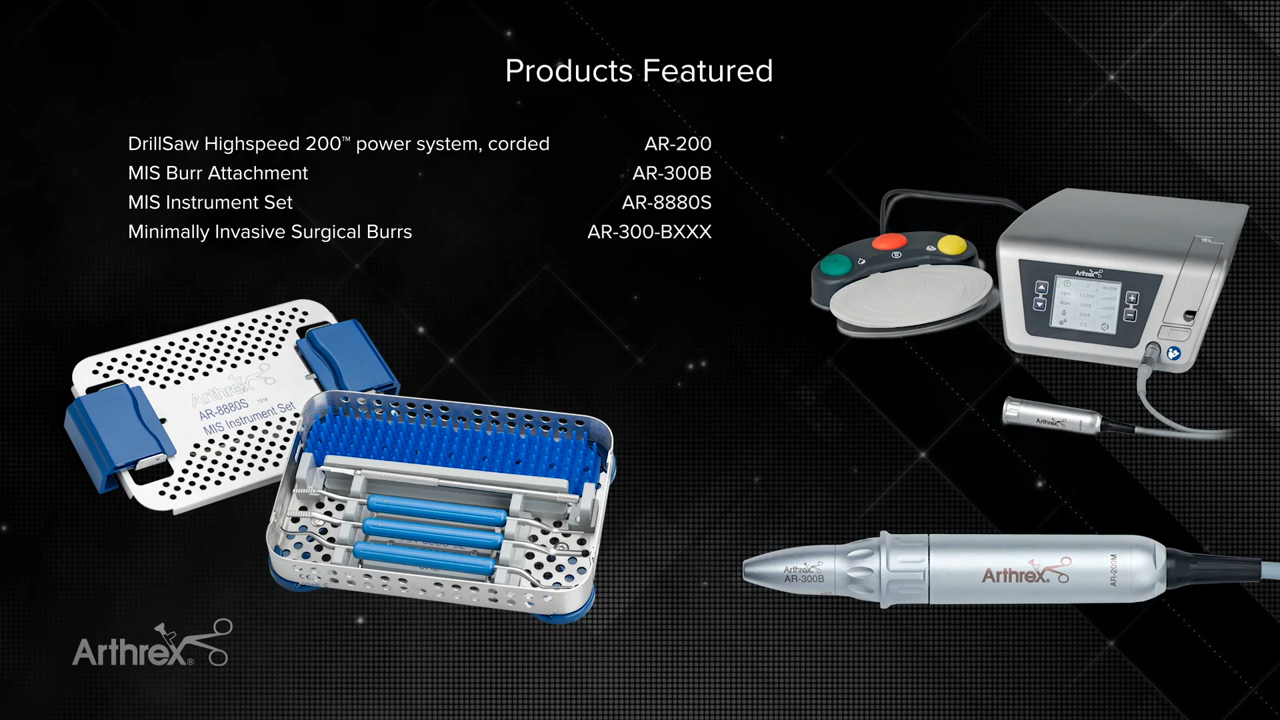 Products Featured
DrillSaw Highspeed 200™ power system, corded AR-200
MIS Burr Attachment AR-300B
MIS Instrument Set AR-8880S
Minimally Invasive Surgical Burrs AR-300-BXXX
Arthrex
Arthrex
AR-8880S
MIS Instrument Set
Arthrex
Arthrex
AR-300B
Arthrex
AR-200M
Arthrex®